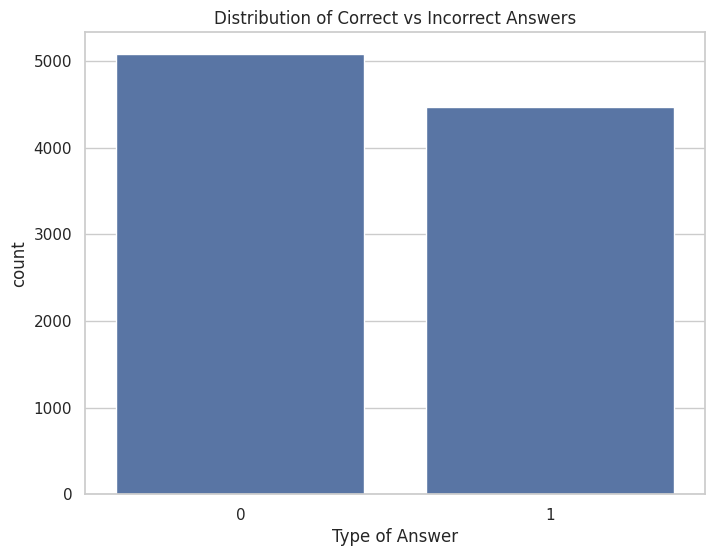 Distribution of Correct vs Incorrect Answers
5000
4000
3000
2000
1000
0
count
0 1
Type of Answer